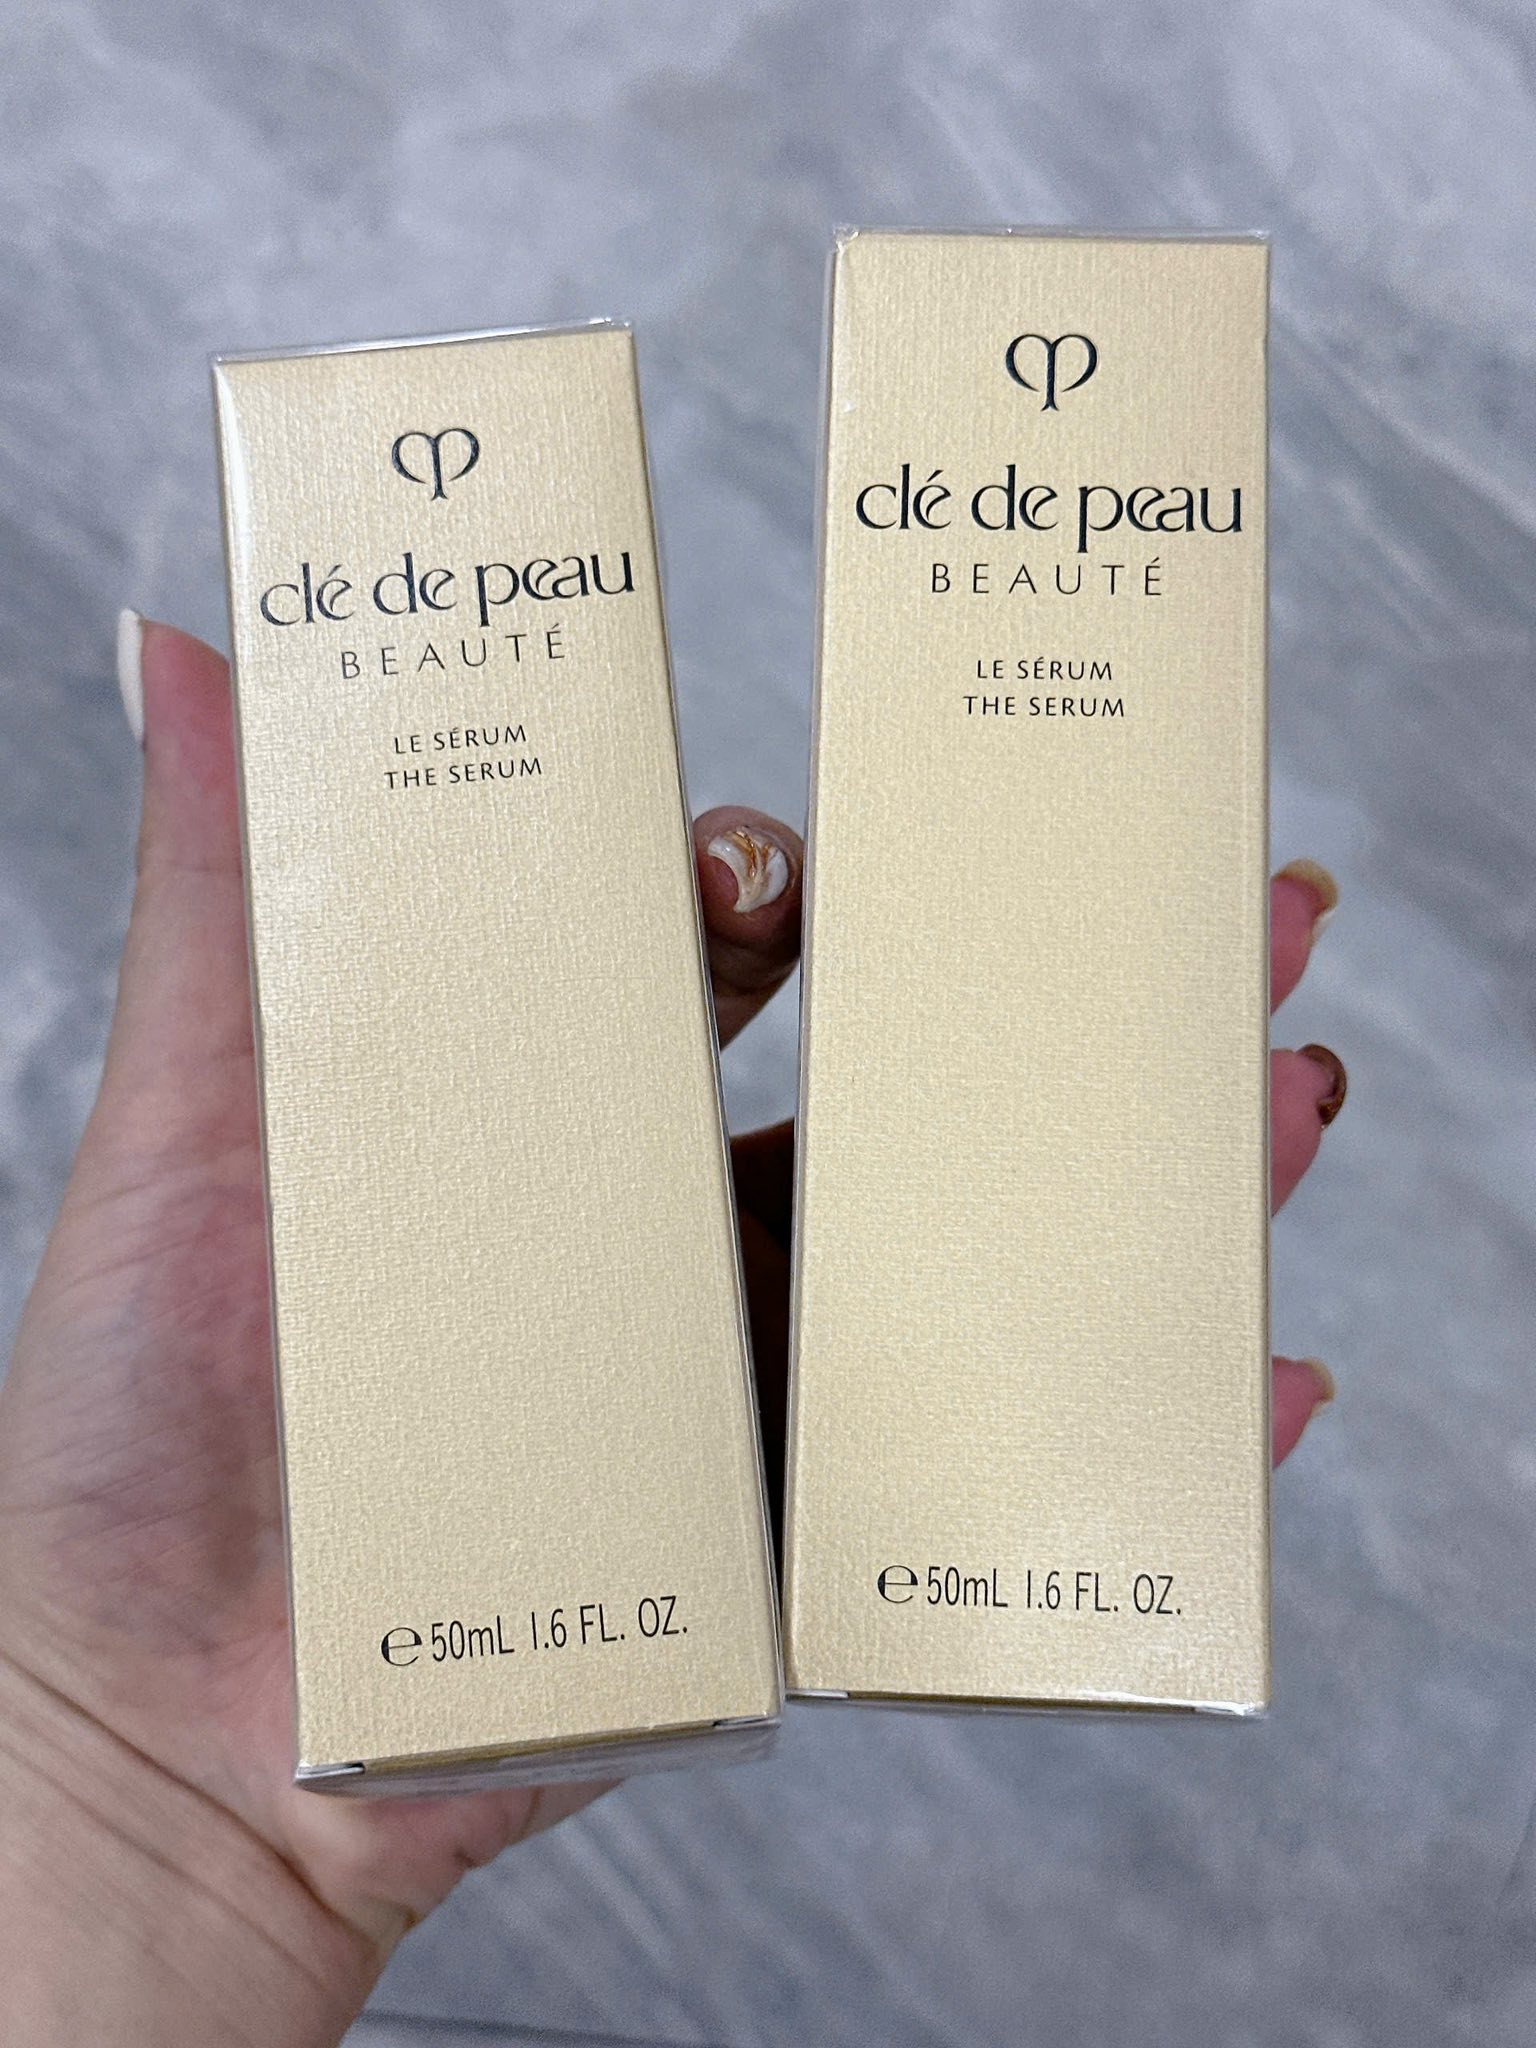 clé de peau
BEAUTÉ
LE SÉRUM
THE SERUM
℮50mL 1.6 FL. OZ.
clé de peau
BEAUTÉ
LE SÉRUM
THE SERUM
℮50mL 1.6 FL. OZ.